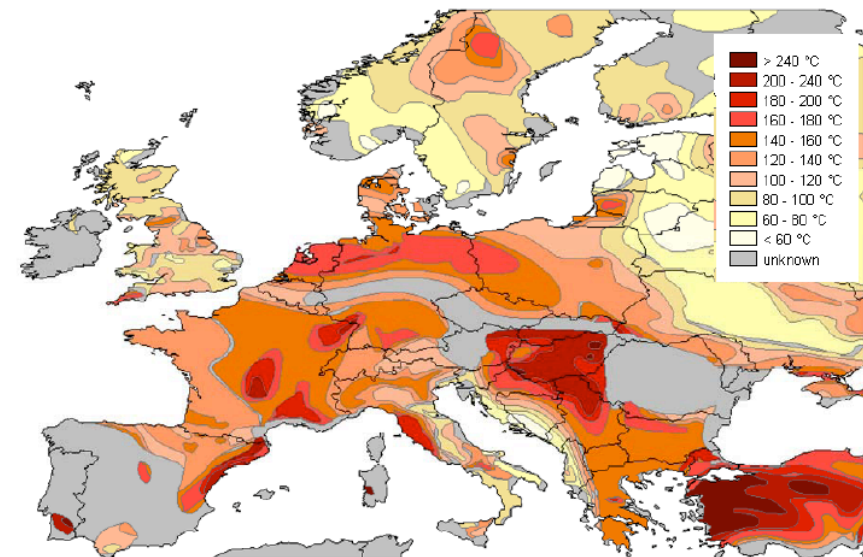 > 240 °C
200 - 240 °C
180 - 200 °C
160 - 180 °C
140 - 160 °C
120 - 140 °C
100 - 120 °C
80 - 100 °C
60 - 80 °C
< 60 °C
unknown